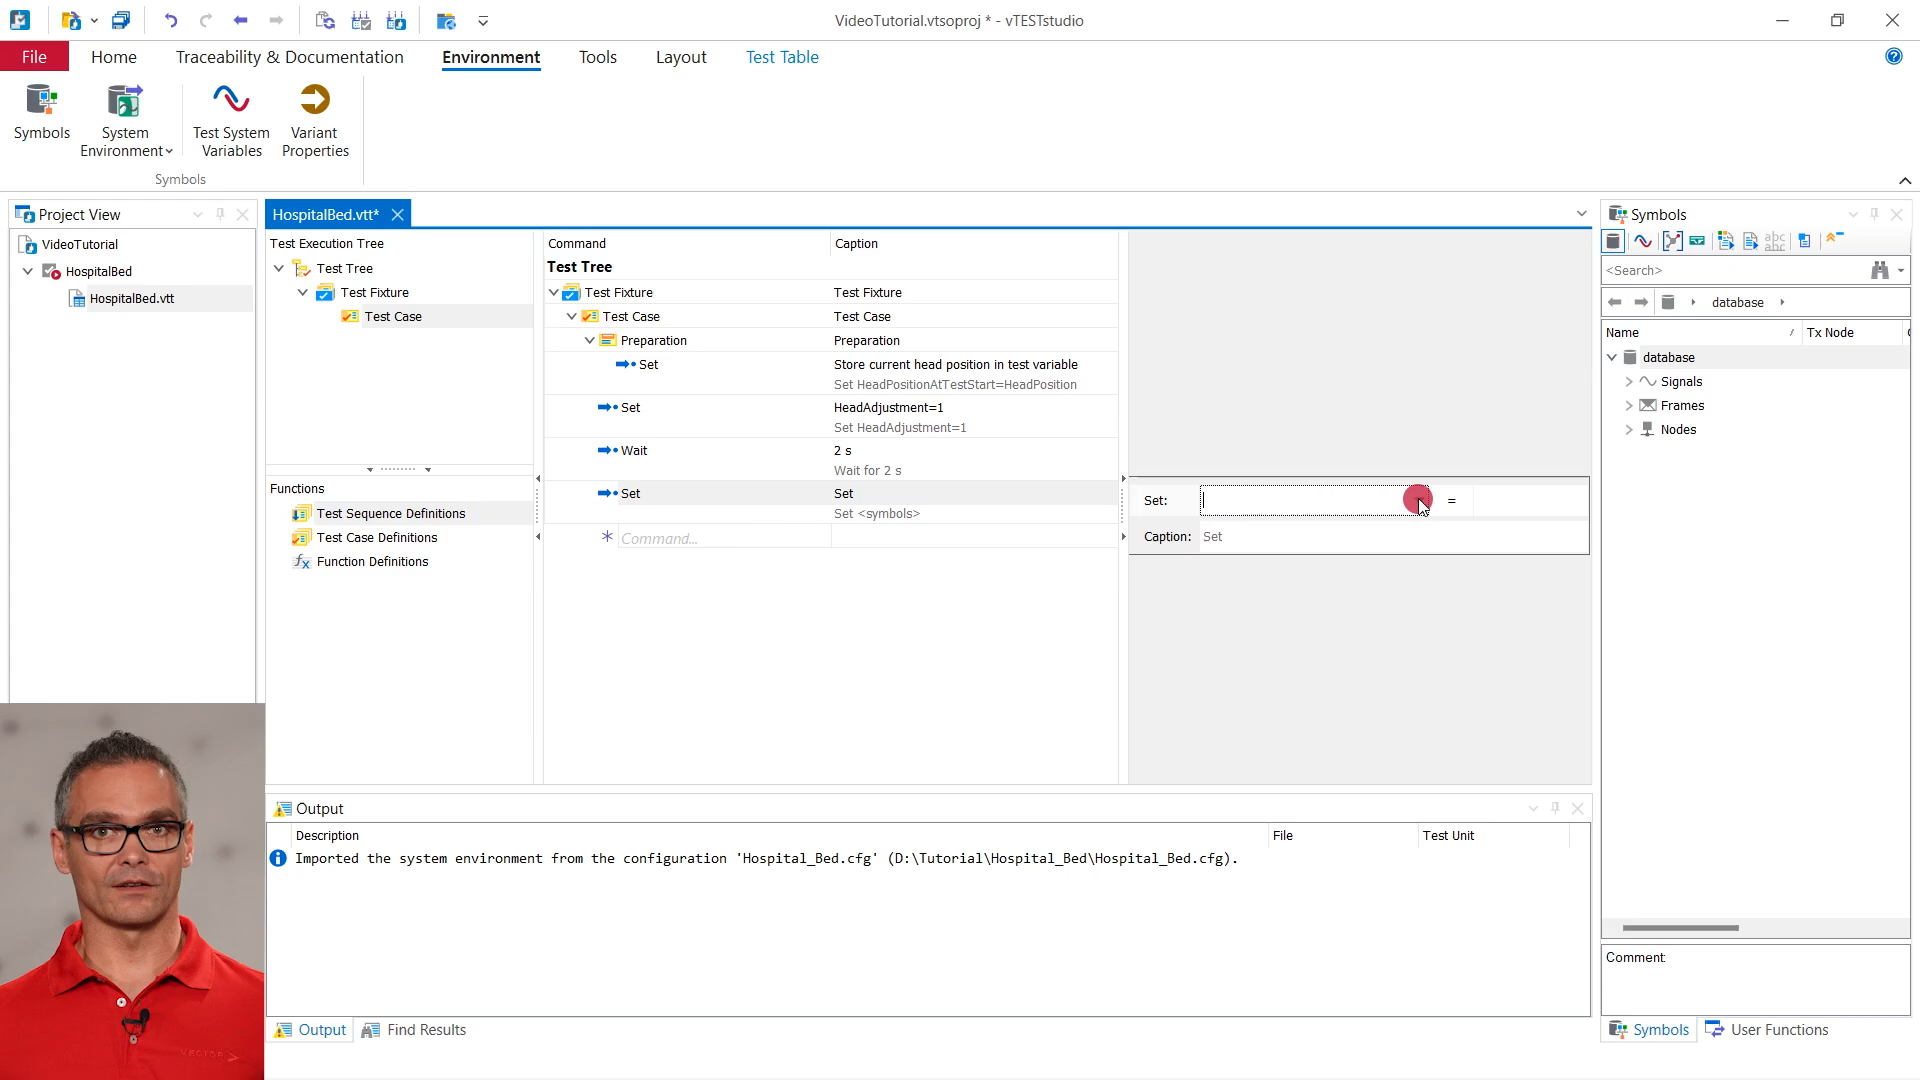 VideoTutorial.vtsoproj * - vTESTstudio
File
Home
Traceability & Documentation
Environment
Tools
Layout
Test Table
Symbols
System Environment
Test System Variables
Variant Properties
Symbols
Project View
VideoTutorial
HospitalBed
HospitalBed.vtt
HospitalBed.vtt*
Test Execution Tree
Test Tree
Test Fixture
Test Case
Functions
Test Sequence Definitions
Test Case Definitions
Function Definitions
Command Caption
Test Tree
Test Fixture Test Fixture
Test Case Test Case
Preparation Preparation
Set Store current head position in test variable
Set HeadPositionAtTestStart=HeadPosition
Set HeadAdjustment=1
Set HeadAdjustment=1
Wait 2 s
Wait for 2 s
Set Set
Set <symbols>
* Command...
Set: =
Caption: Set
Symbols
abc
abc
<Search>
database
Name / Tx Node
database
Signals
Frames
Nodes
Comment
Symbols
User Functions
Output
Description File Test Unit
Imported the system environment from the configuration 'Hospital_Bed.cfg' (D:\Tutorial\Hospital_Bed\Hospital_Bed.cfg).
Output
Find Results
VECTOR